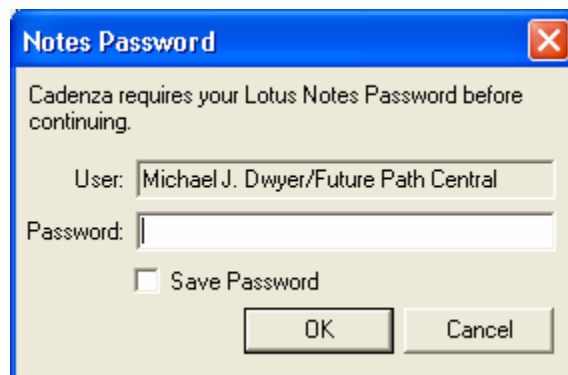 Notes Password
Cadenza requires your Lotus Notes Password before
continuing.
User: Michael J. Dwyer/Future Path Central
Password:
Save Password
OK Cancel